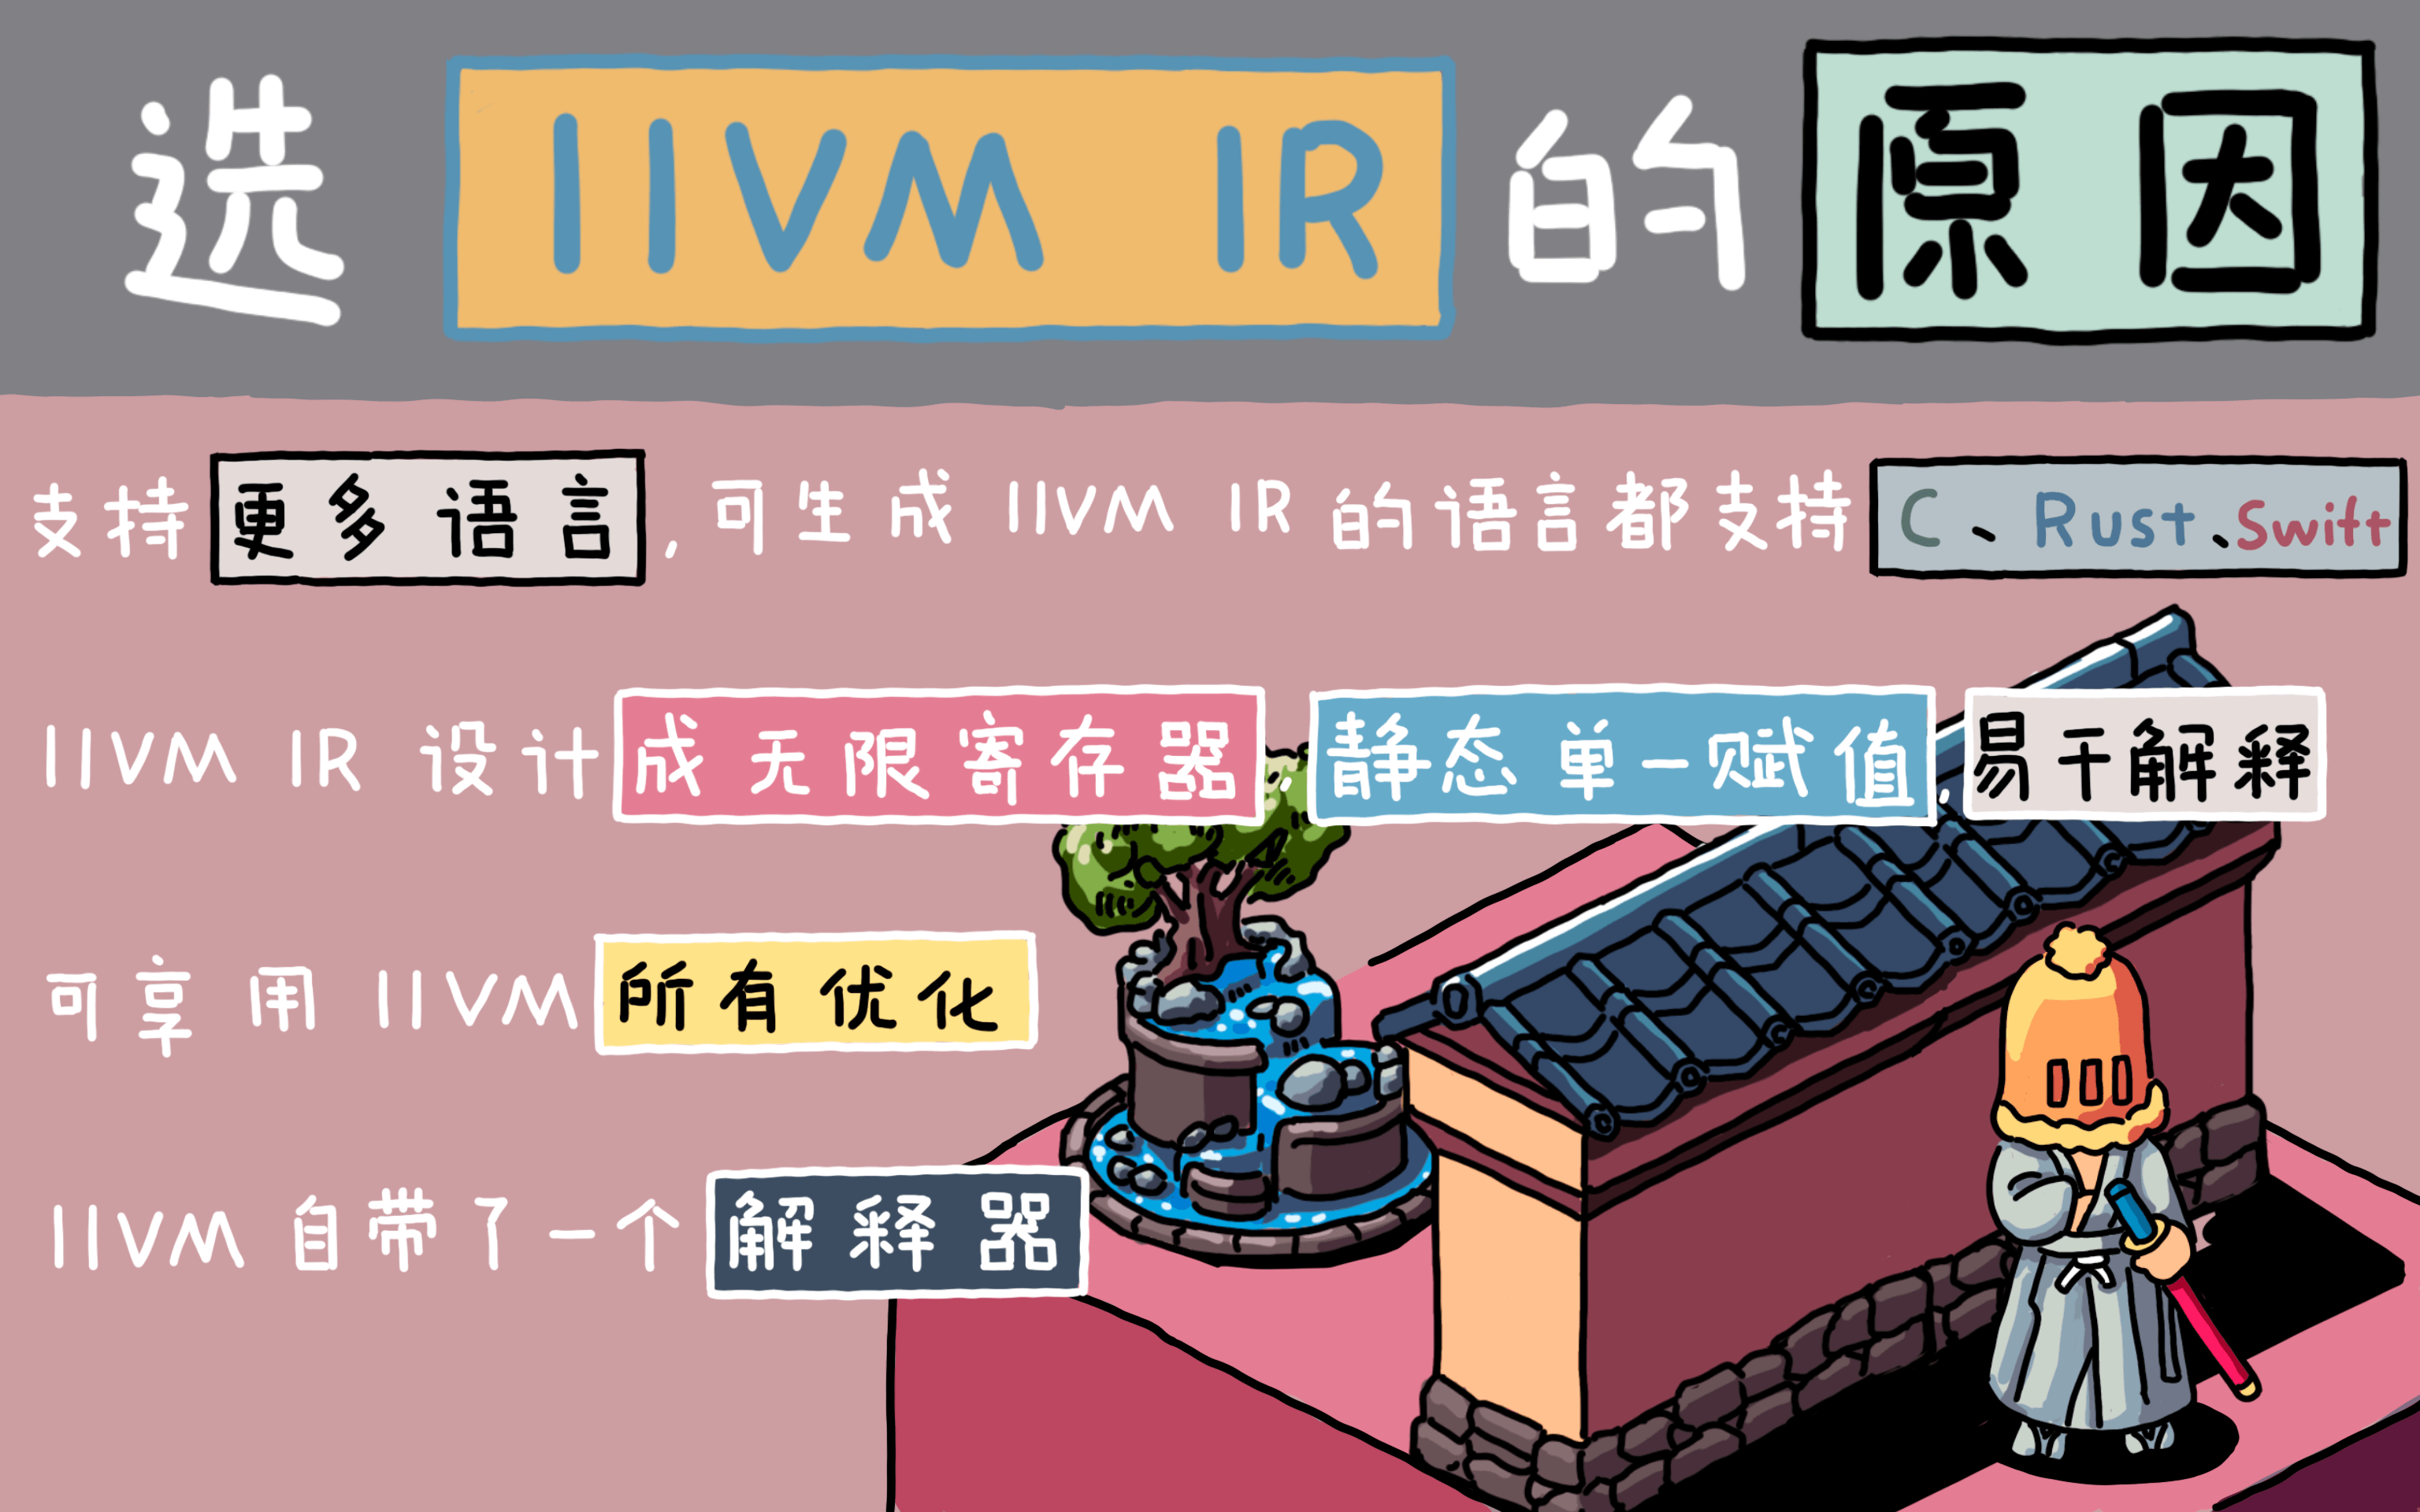 选 llVM IR 的 原因
支持 更多语言, 可生成 llVM IR 的语言都支持 C、Rust、Swift
llVM IR 设计 成无限寄存器, 静态单一赋值, 易于解释
可享用 llVM 所有优化
llVM 自带了一个 解释器